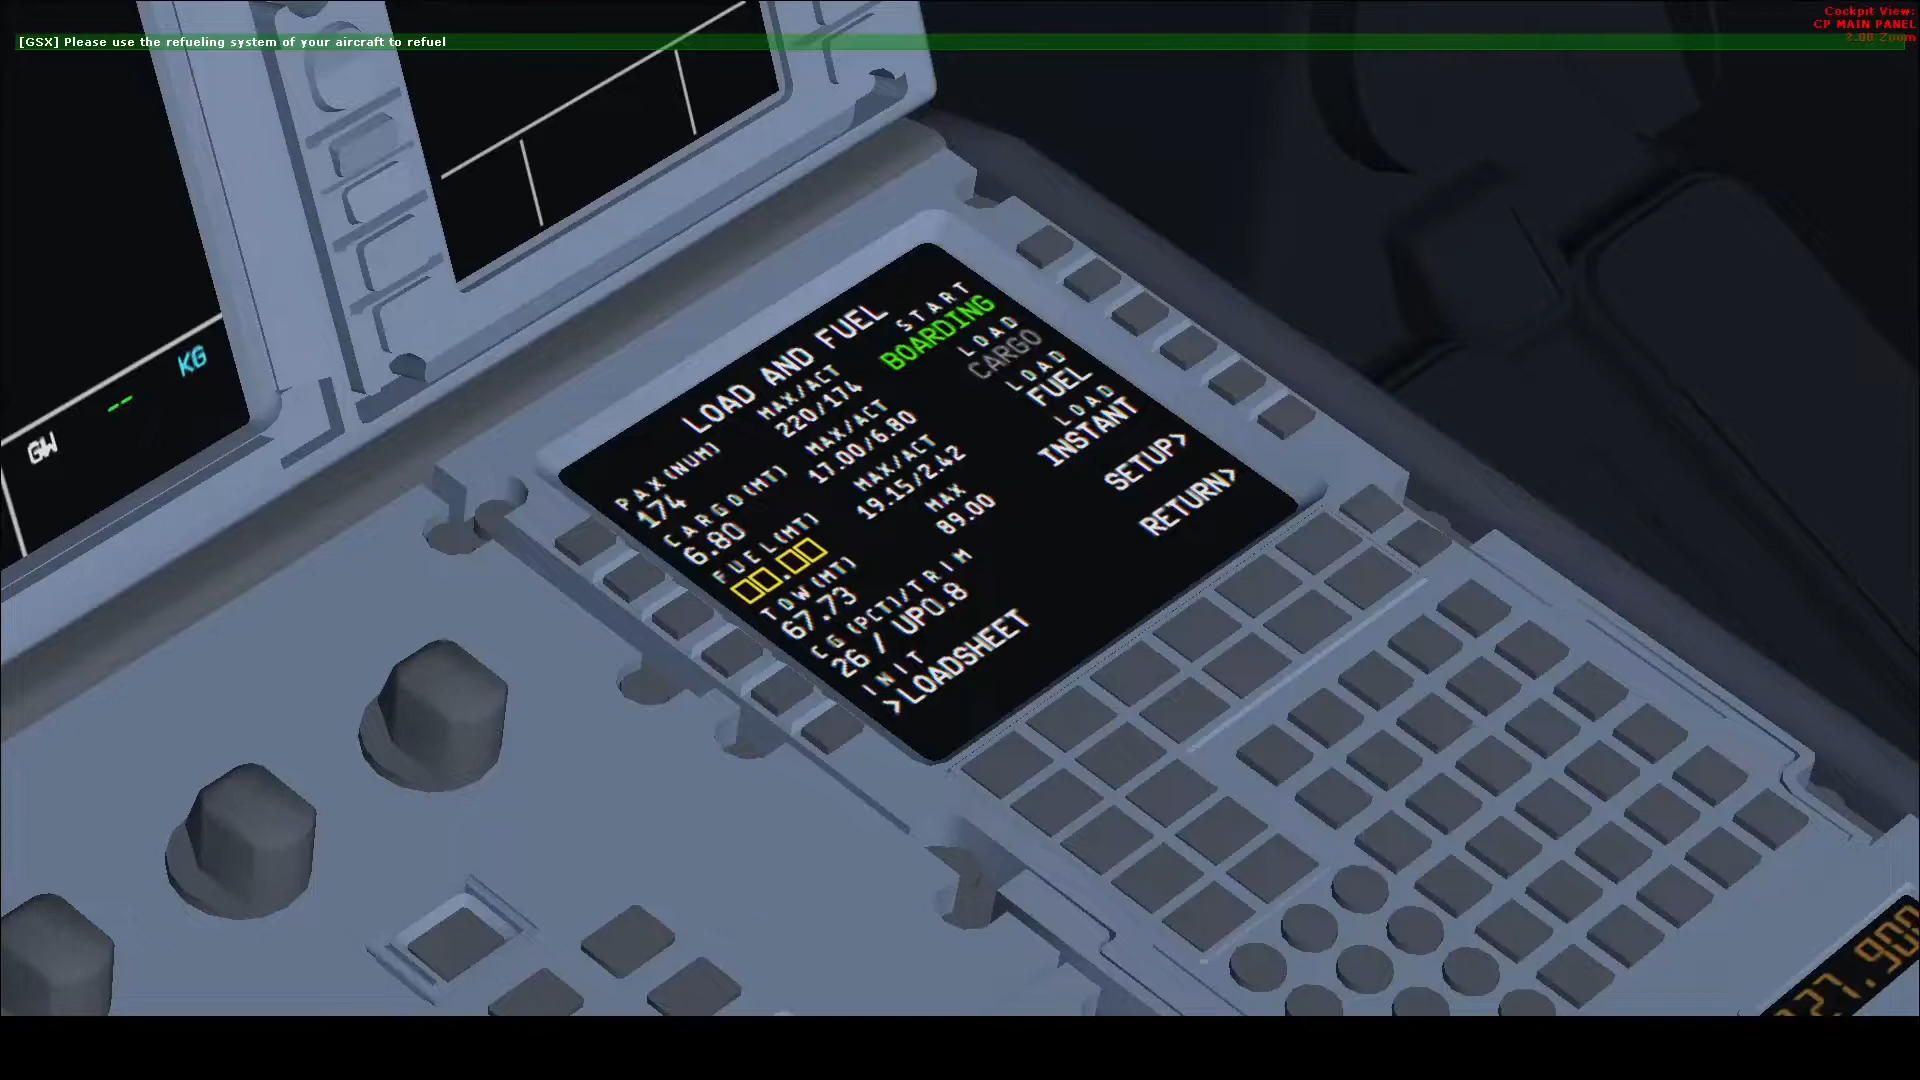 Cockpit View:
CP MAIN PANEL
2.00 Zoom
[GSX] Please use the refueling system of your aircraft to refuel
KG
--
GW
LOAD AND FUEL
START
PAX(NUM) MAX/ACT BOARDING
174 220/174
LOAD
CARGO(MT) MAX/ACT CARGO
6.80 17.00/6.80
LOAD
FUEL(MT) MAX/ACT FUEL
▯▯.▯▯ 19.15/2.42
LOAD
TOW(MT) MAX INSTANT
67.73 89.00
CG(PCT)/TRIM
26 / UP0.8 SETUP>
INIT
>LOADSHEET RETURN>
27.900